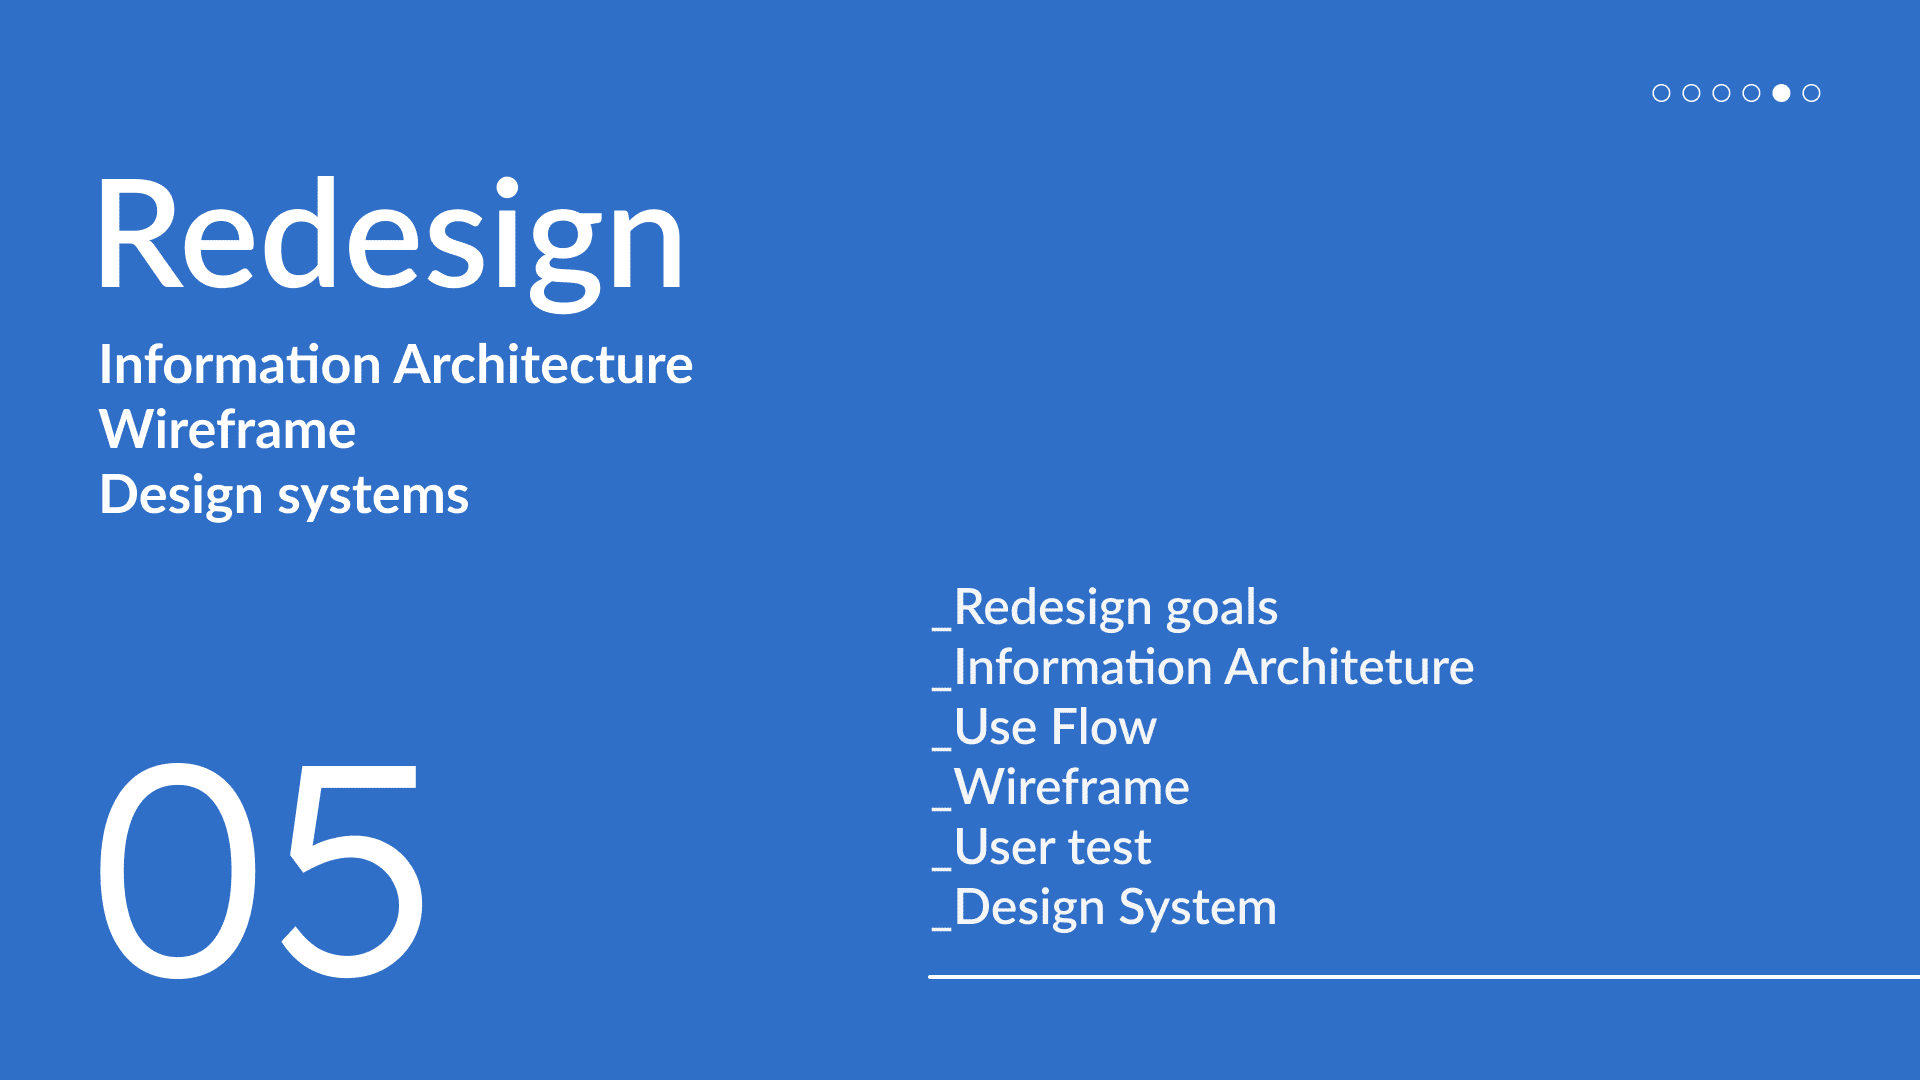 Redesign
Information Architecture
Wireframe
Design systems
_Redesign goals
_Information Architeture
_Use Flow
_Wireframe
_User test
_Design System
05